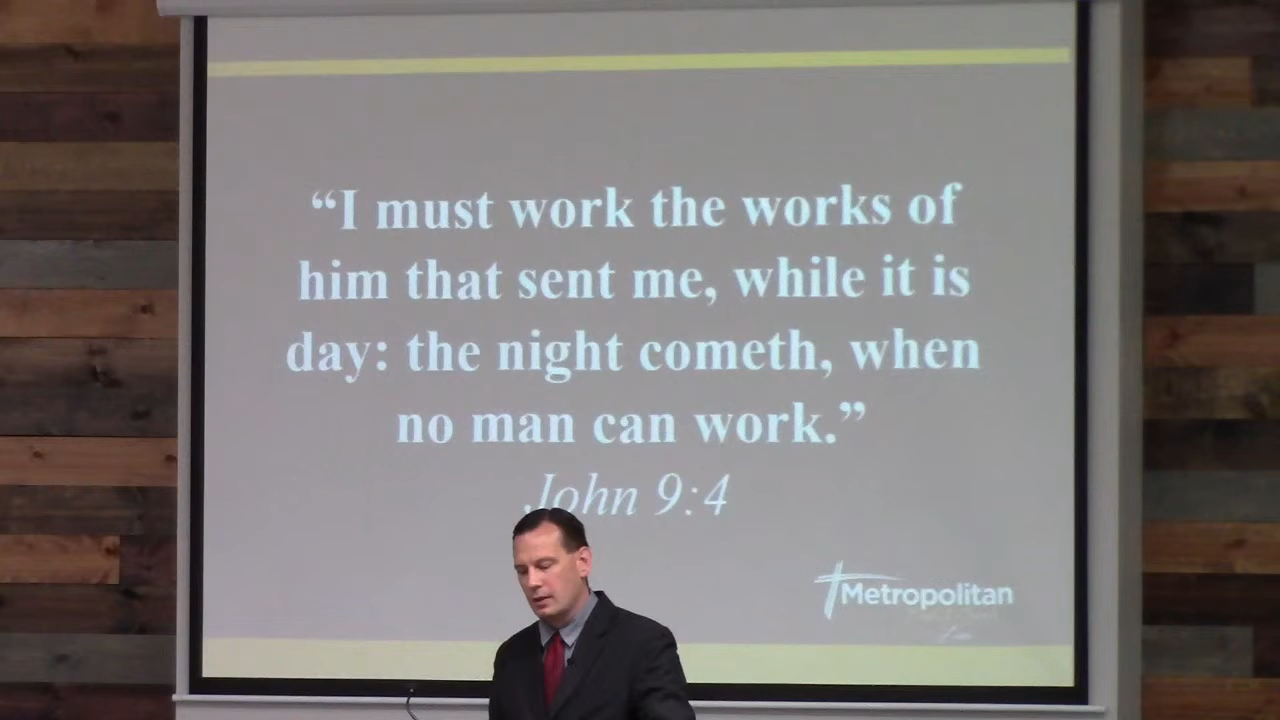 “I must work the works of
him that sent me, while it is
day: the night cometh, when
no man can work.”
John 9:4
Metropolitan